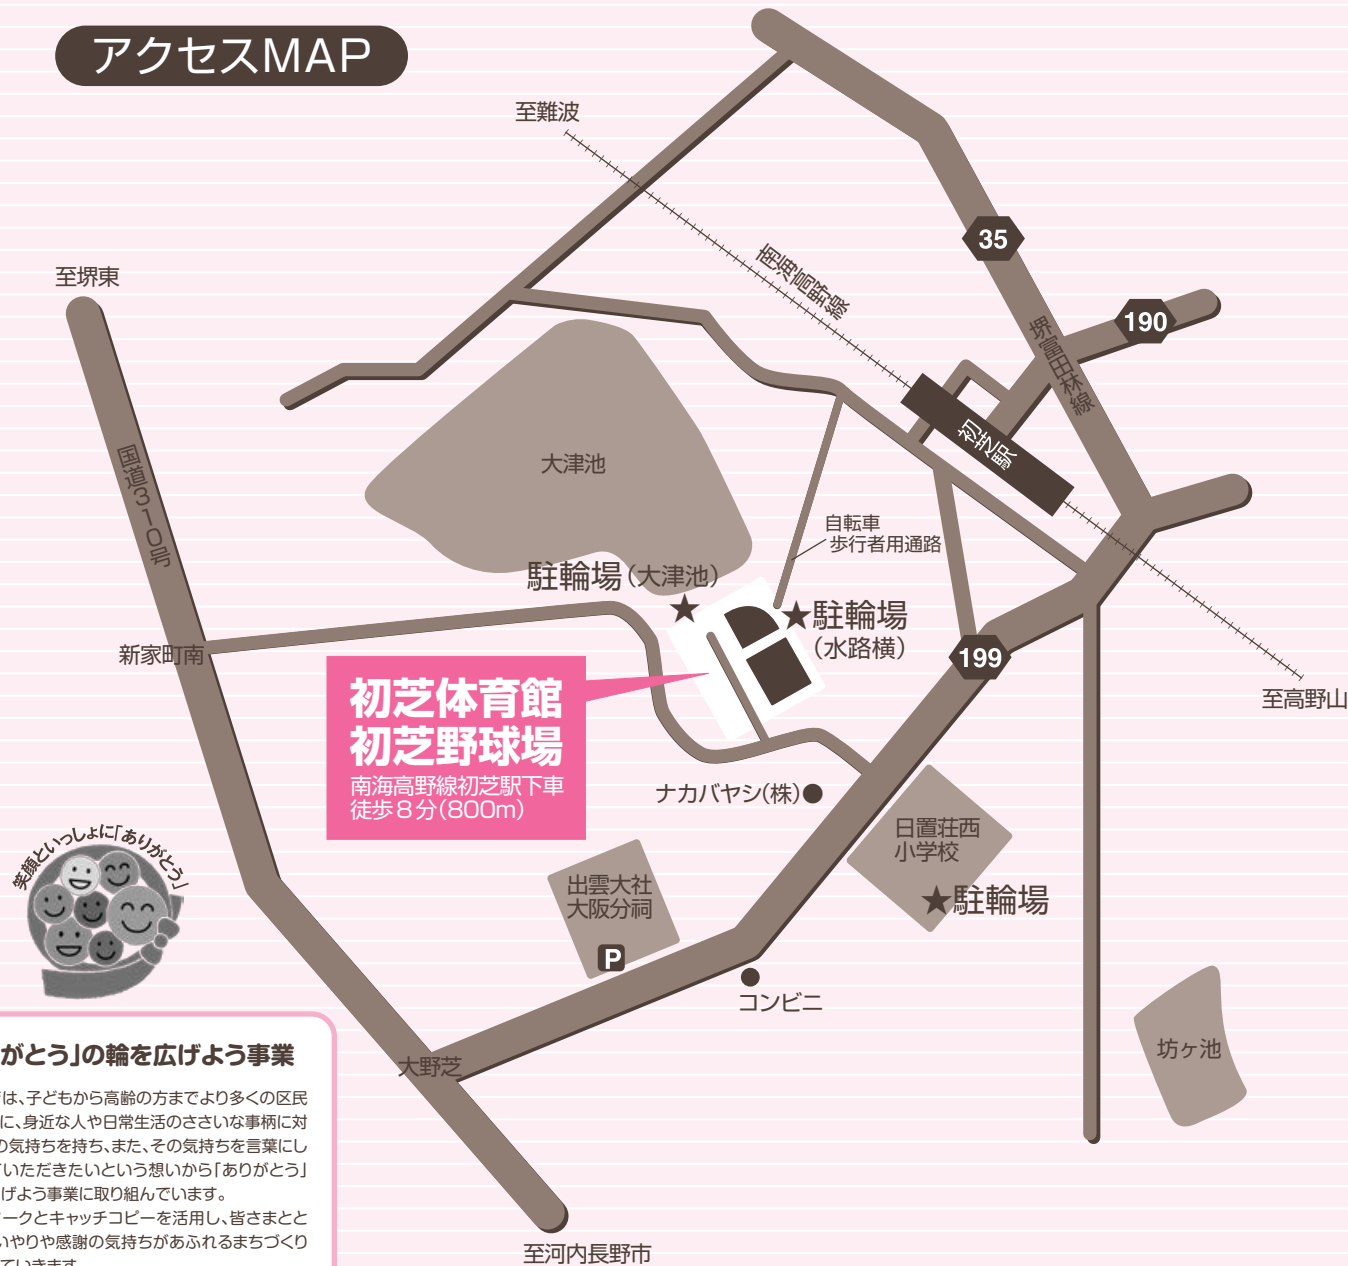 アクセスMAP
至難波
南海高野線
35
至堺東
190
堺富田林線
国道310号
初芝駅
大津池
自転車
歩行者用通路
駐輪場(大津池)
★
★駐輪場
(水路横)
新家町南
199
至高野山
初芝体育館
初芝野球場
南海高野線初芝駅下車
徒歩8分(800m)
ナカバヤシ(株)●
日置荘西
小学校
笑顔といっしょに「ありがとう」
出雲大社
大阪分祠
★駐輪場
P
コンビニ
がとう」の輪を広げよう事業
大野芝
坊ヶ池
は、子どもから高齢の方までより多くの区民
に、身近な人や日常生活のささいな事柄に対
の気持ちを持ち、また、その気持ちを言葉にし
ていただきたいという想いから「ありがとう」
げよう事業に取り組んでいます。
ークとキャッチコピーを活用し、皆さまとと
いやりや感謝の気持ちがあふれるまちづくり
ていきます。
至河内長野市